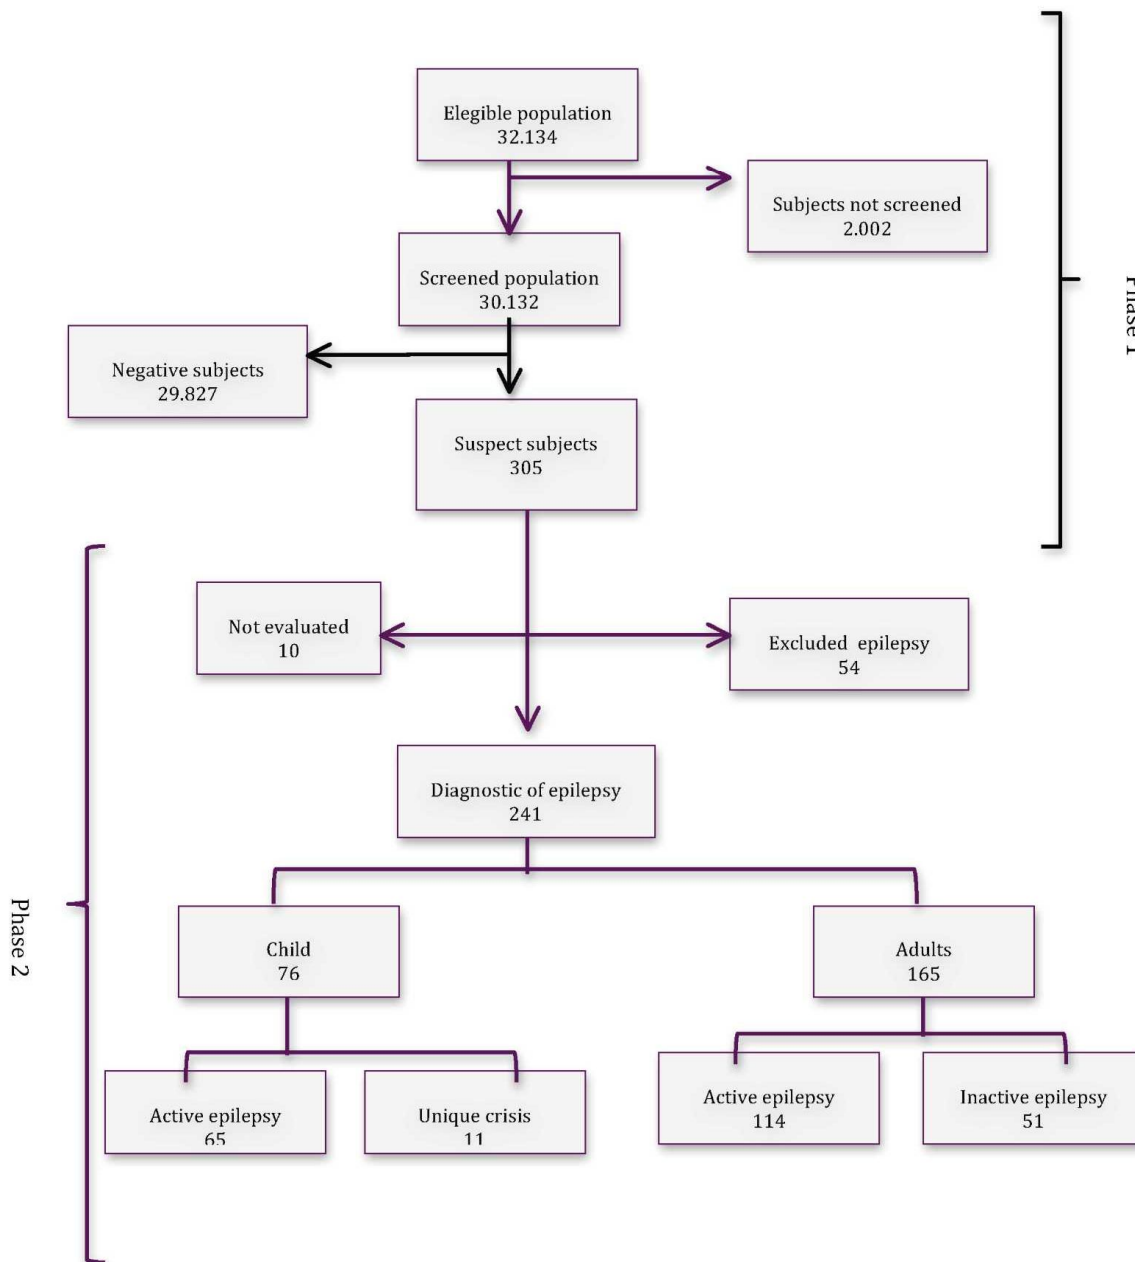 Elegible population
32.134
Subjects not screened
2.002
Screened population
30.132
Phase 1
Negative subjects
29.827
Suspect subjects
305
Not evaluated
10
Excluded epilepsy
54
Diagnostic of epilepsy
241
Phase 2
Child
76
Adults
165
Active epilepsy
65
Unique crisis
11
Active epilepsy
114
Inactive epilepsy
51